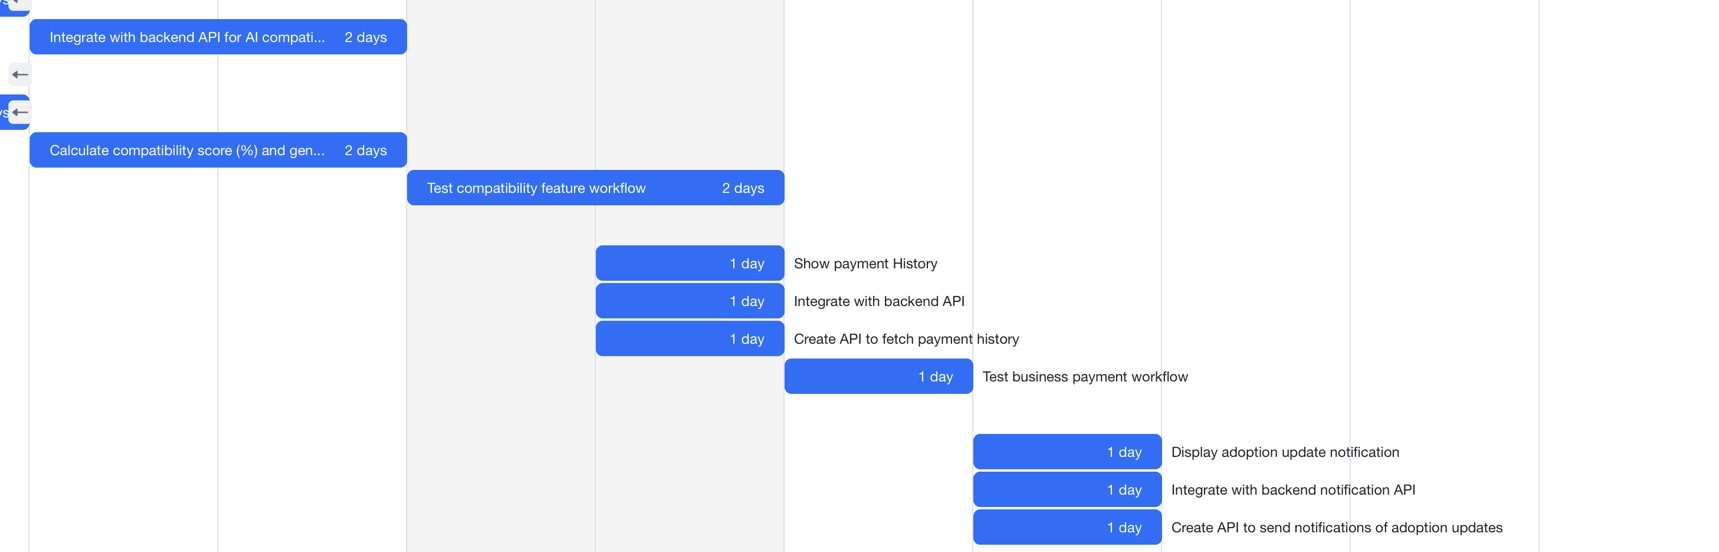 Integrate with backend API for AI compati... 2 days
Calculate compatibility score (%) and gen... 2 days
Test compatibility feature workflow 2 days
1 day Show payment History
1 day Integrate with backend API
1 day Create API to fetch payment history
1 day Test business payment workflow
1 day Display adoption update notification
1 day Integrate with backend notification API
1 day Create API to send notifications of adoption updates